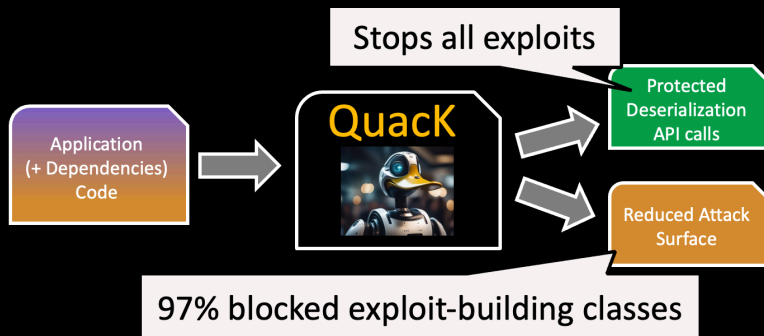 Stops all exploits
Application
(+ Dependencies)
Code
QuacK
Protected
Deserialization
API calls
Reduced Attack
Surface
97% blocked exploit-building classes